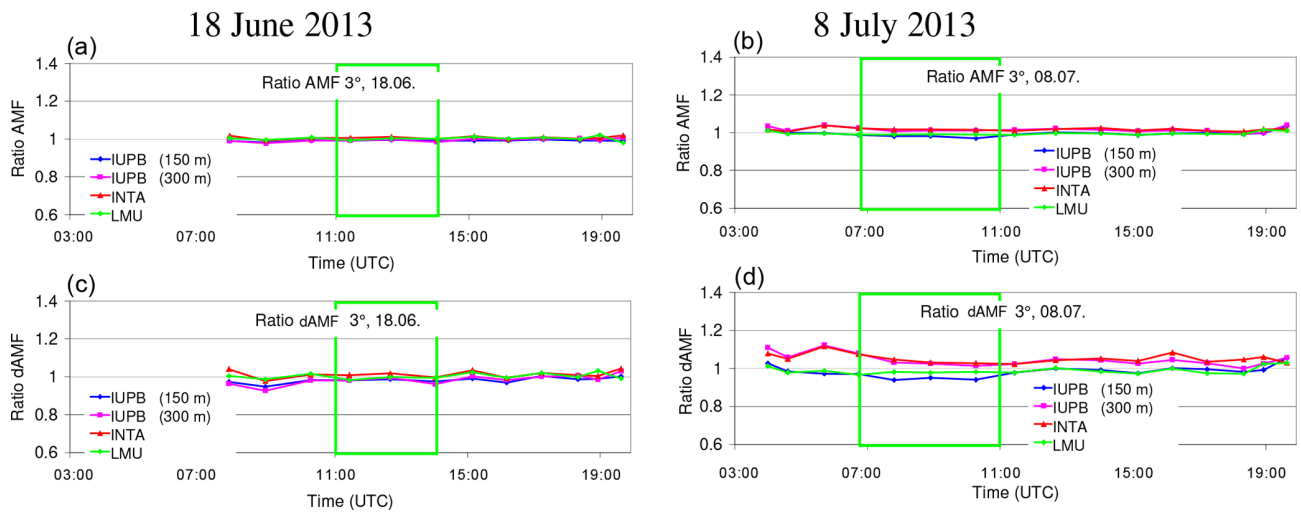 18 June 2013
8 July 2013
(a)
Ratio AMF 3°, 18.06.
Ratio AMF
1.4
1.2
1
0.8
0.6
IUPB (150 m)
IUPB (300 m)
INTA
LMU
03:00 07:00 11:00 15:00 19:00
Time (UTC)
(b)
Ratio AMF 3°, 08.07.
Ratio AMF
1.4
1.2
1
0.8
0.6
IUPB (150 m)
IUPB (300 m)
INTA
LMU
03:00 07:00 11:00 15:00 19:00
Time (UTC)
(c)
Ratio dAMF 3°, 18.06.
Ratio dAMF
1.4
1.2
1
0.8
0.6
IUPB (150 m)
IUPB (300 m)
INTA
LMU
03:00 07:00 11:00 15:00 19:00
Time (UTC)
(d)
Ratio dAMF 3°, 08.07.
Ratio dAMF
1.4
1.2
1
0.8
0.6
IUPB (150 m)
IUPB (300 m)
INTA
LMU
03:00 07:00 11:00 15:00 19:00
Time (UTC)